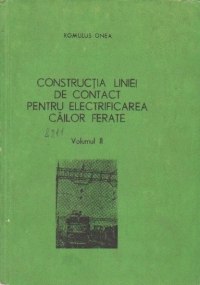 ROMULUS ONEA
CONSTRUCȚIA LINIEI
DE CONTACT
PENTRU ELECTRIFICAREA
CĂILOR FERATE
Volumul II